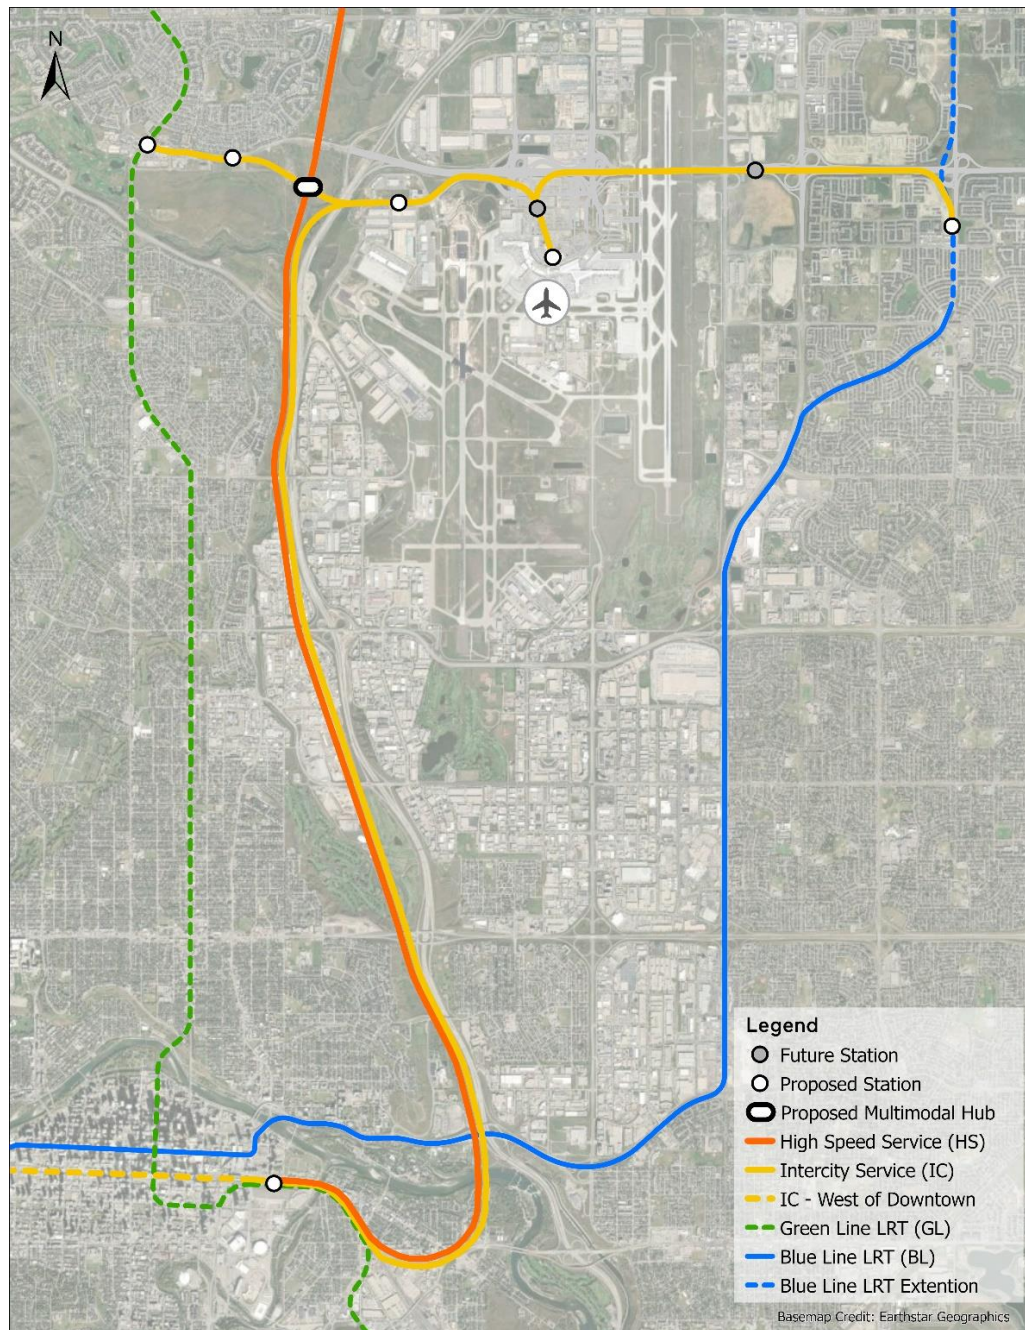 N
Legend
Future Station
Proposed Station
Proposed Multimodal Hub
High Speed Service (HS)
Intercity Service (IC)
IC - West of Downtown
Green Line LRT (GL)
Blue Line LRT (BL)
Blue Line LRT Extention
Basemap Credit: Earthstar Geographics